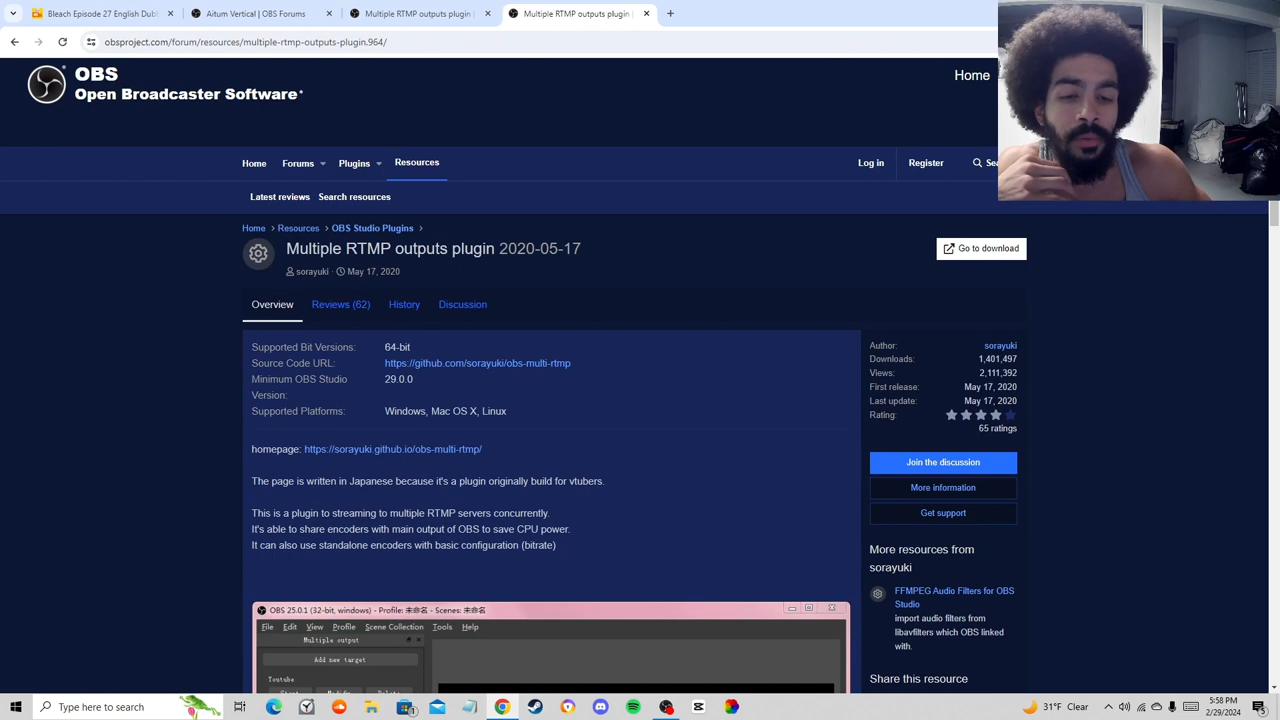 Bleach Episode 27 English Dub
Aitum Vertical | OBS Forums
Multiple RTMP outputs plugin
Multiple RTMP outputs plugin
obsproject.com/forum/resources/multiple-rtmp-outputs-plugin.964/
OBS
Open Broadcaster Software
Home
Home
Forums
Plugins
Resources
Log in
Register
Latest reviews
Search resources
Home > Resources > OBS Studio Plugins >
Multiple RTMP outputs plugin 2020-05-17
sorayuki · May 17, 2020
Go to download
Overview
Reviews (62)
History
Discussion
Supported Bit Versions: 64-bit
Source Code URL: https://github.com/sorayuki/obs-multi-rtmp
Minimum OBS Studio 29.0.0
Version:
Supported Platforms: Windows, Mac OS X, Linux
homepage: https://sorayuki.github.io/obs-multi-rtmp/
The page is written in Japanese because it's a plugin originally build for vtubers.
This is a plugin to streaming to multiple RTMP servers concurrently.
It's able to share encoders with main output of OBS to save CPU power.
It can also use standalone encoders with basic configuration (bitrate)
OBS 25.0.1 (32-bit, windows) - Profile: 未命名 - Scenes: 未命名
File Edit View Profile Scene Collection Tools Help
Multiple output
Add new target
Youtube
Start Modify Delete
Author: sorayuki
Downloads: 1,401,497
Views: 2,111,392
First release: May 17, 2020
Last update: May 17, 2020
Rating:
65 ratings
Join the discussion
More information
Get support
More resources from
sorayuki
FFMPEG Audio Filters for OBS
Studio
import audio filters from
libavfilters which OBS linked
with.
Share this resource
Type here to search
31°F Clear
5:58 PM
2/29/2024